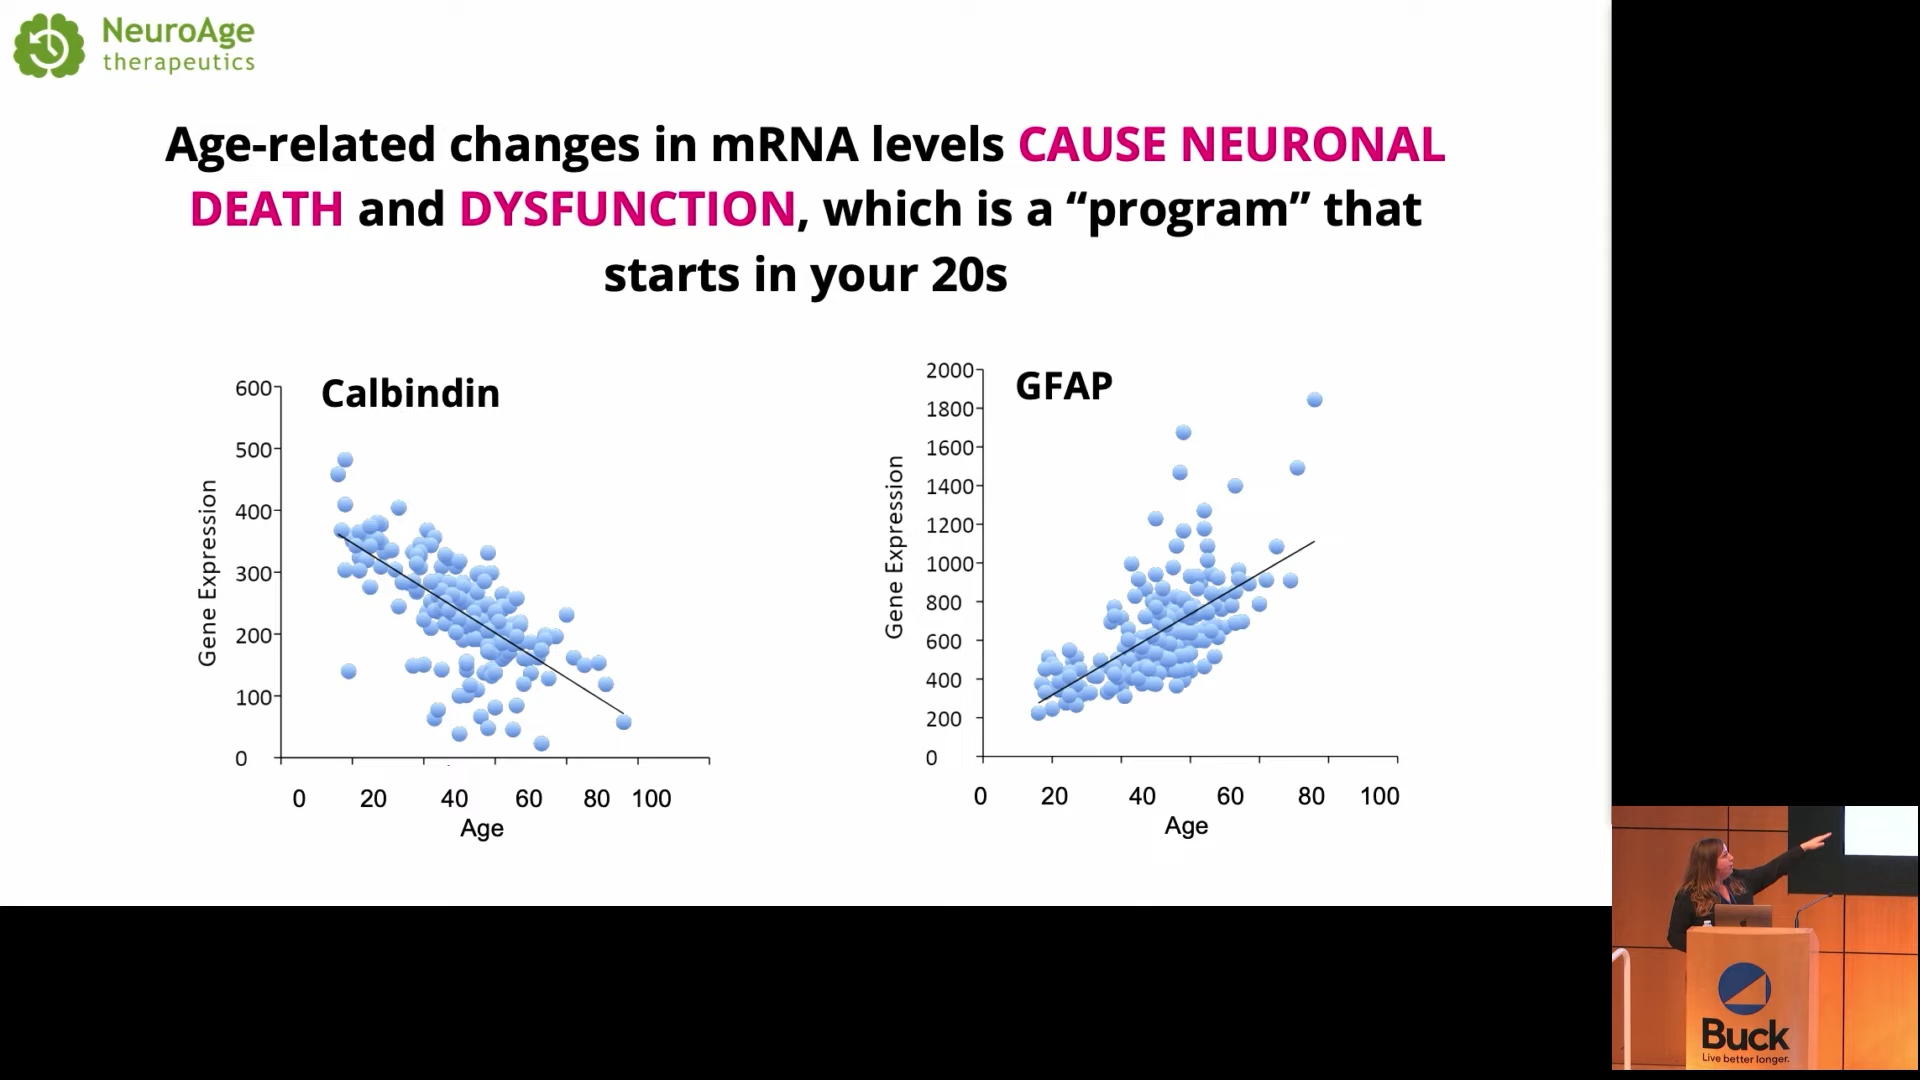 NeuroAge
therapeutics
Age-related changes in mRNA levels CAUSE NEURONAL
DEATH and DYSFUNCTION, which is a “program” that
starts in your 20s
Calbindin
600
500
400
300
200
100
0
Gene Expression
0 20 40 60 80 100
Age
GFAP
2000
1800
1600
1400
1200
1000
800
600
400
200
0
Gene Expression
0 20 40 60 80 100
Age
Buck
Live better longer.